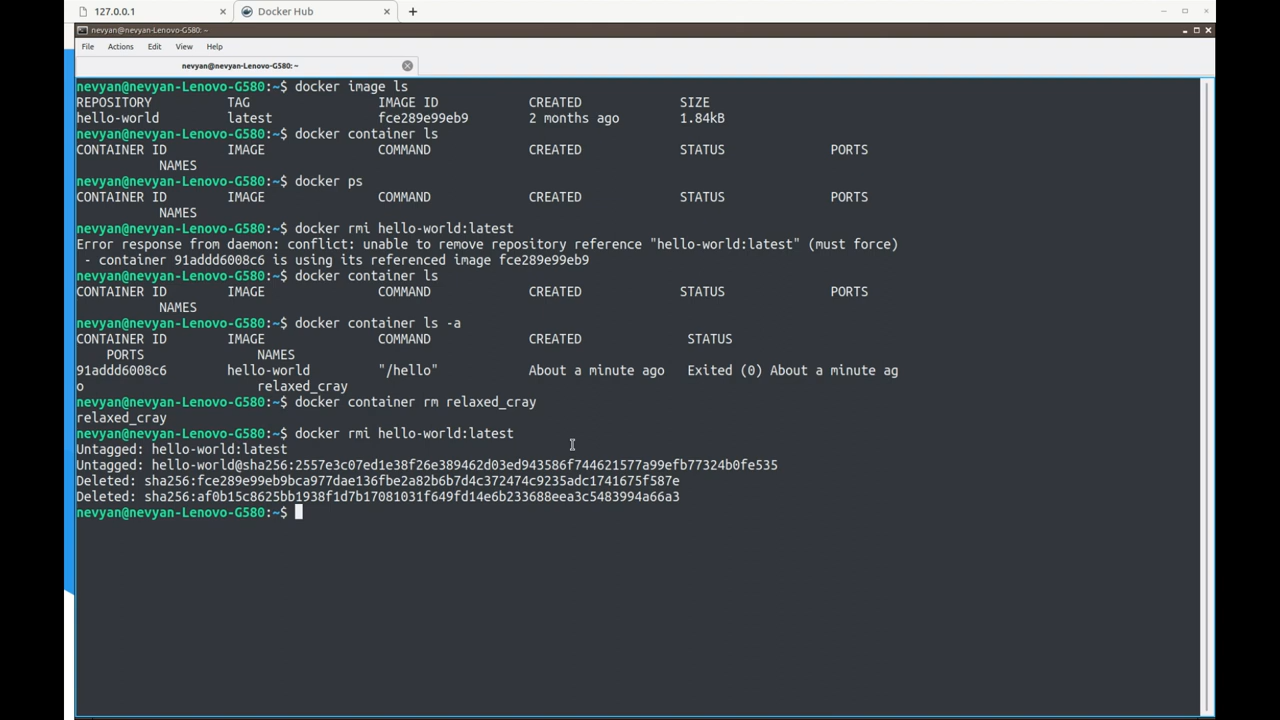 127.0.0.1 Docker Hub
nevyan@nevyan-Lenovo-G580: ~
File Actions Edit View Help
nevyan@nevyan-Lenovo-G580: ~
nevyan@nevyan-Lenovo-G580:~$ docker image ls
REPOSITORY TAG IMAGE ID CREATED SIZE
hello-world latest fce289e99eb9 2 months ago 1.84kB
nevyan@nevyan-Lenovo-G580:~$ docker container ls
CONTAINER ID IMAGE COMMAND CREATED STATUS PORTS
NAMES
nevyan@nevyan-Lenovo-G580:~$ docker ps
CONTAINER ID IMAGE COMMAND CREATED STATUS PORTS
NAMES
nevyan@nevyan-Lenovo-G580:~$ docker rmi hello-world:latest
Error response from daemon: conflict: unable to remove repository reference "hello-world:latest" (must force)
- container 91addd6008c6 is using its referenced image fce289e99eb9
nevyan@nevyan-Lenovo-G580:~$ docker container ls
CONTAINER ID IMAGE COMMAND CREATED STATUS PORTS
NAMES
nevyan@nevyan-Lenovo-G580:~$ docker container ls -a
CONTAINER ID IMAGE COMMAND CREATED STATUS
PORTS NAMES
91addd6008c6 hello-world "/hello" About a minute ago Exited (0) About a minute ag
o relaxed_cray
nevyan@nevyan-Lenovo-G580:~$ docker container rm relaxed_cray
relaxed_cray
nevyan@nevyan-Lenovo-G580:~$ docker rmi hello-world:latest
Untagged: hello-world:latest
Untagged: hello-world@sha256:2557e3c07ed1e38f26e389462d03ed943586f744621577a99efb77324b0fe535
Deleted: sha256:fce289e99eb9bca977dae136fbe2a82b6b7d4c372474c9235adc1741675f587e
Deleted: sha256:af0b15c8625bb1938f1d7b17081031f649fd14e6b233688eea3c5483994a66a3
nevyan@nevyan-Lenovo-G580:~$